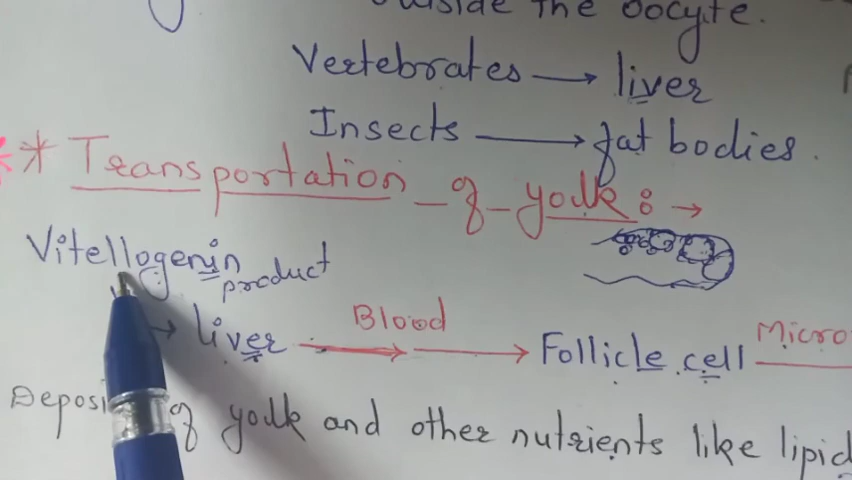 outside the oocyte.
Vertebrates → liver
Insects → fat bodies.
* Transportation of yolk : →
Vitellogenin product
→ liver → Blood → Follicle cell Micro
Deposi of yolk and other nutrients like lipid